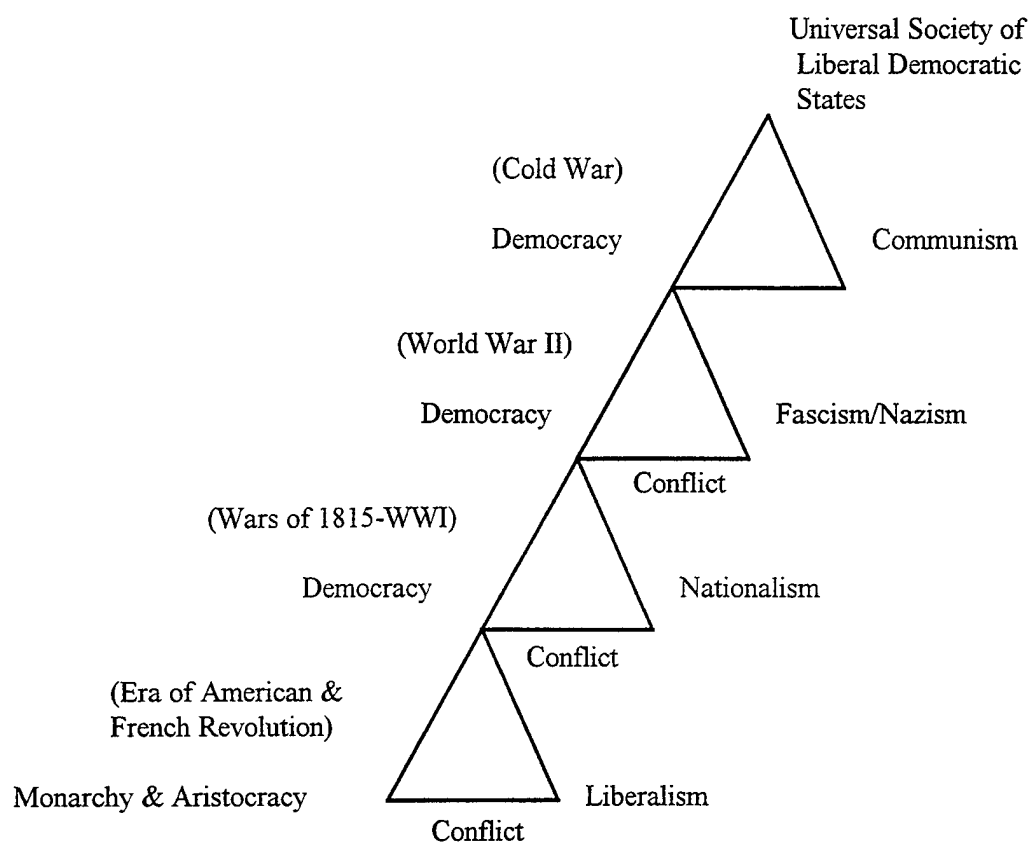 Universal Society of
Liberal Democratic
States
(Cold War)
Democracy
Communism
(World War II)
Democracy
Fascism/Nazism
Conflict
(Wars of 1815-WWI)
Democracy
Nationalism
Conflict
(Era of American &
French Revolution)
Monarchy & Aristocracy
Liberalism
Conflict